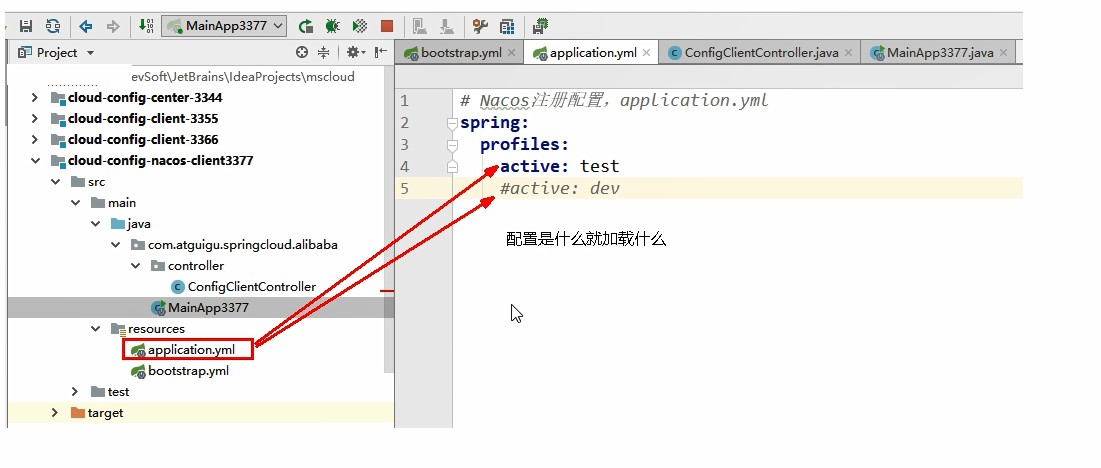 MainApp3377
Project
bootstrap.yml
application.yml
ConfigClientController.java
MainApp3377.java
evSoft\JetBrains\IdeaProjects\mscloud
cloud-config-center-3344
cloud-config-client-3355
cloud-config-client-3366
cloud-config-nacos-client3377
src
main
java
com.atguigu.springcloud.alibaba
controller
ConfigClientController
MainApp3377
resources
application.yml
bootstrap.yml
test
target
1 # Nacos注册配置，application.yml
2 spring:
3 profiles:
4 active: test
5 #active: dev
配置是什么就加载什么